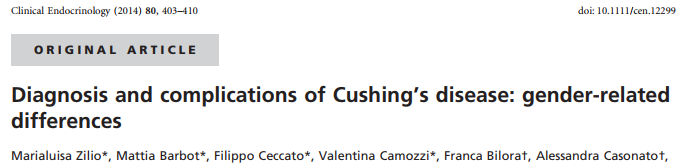 Clinical Endocrinology (2014) 80, 403–410
doi: 10.1111/cen.12299
ORIGINAL ARTICLE
Diagnosis and complications of Cushing's disease: gender-related
differences
Marialuisa Zilio*, Mattia Barbot*, Filippo Ceccato*, Valentina Camozzi*, Franca Bilora†, Alessandra Casonato†,